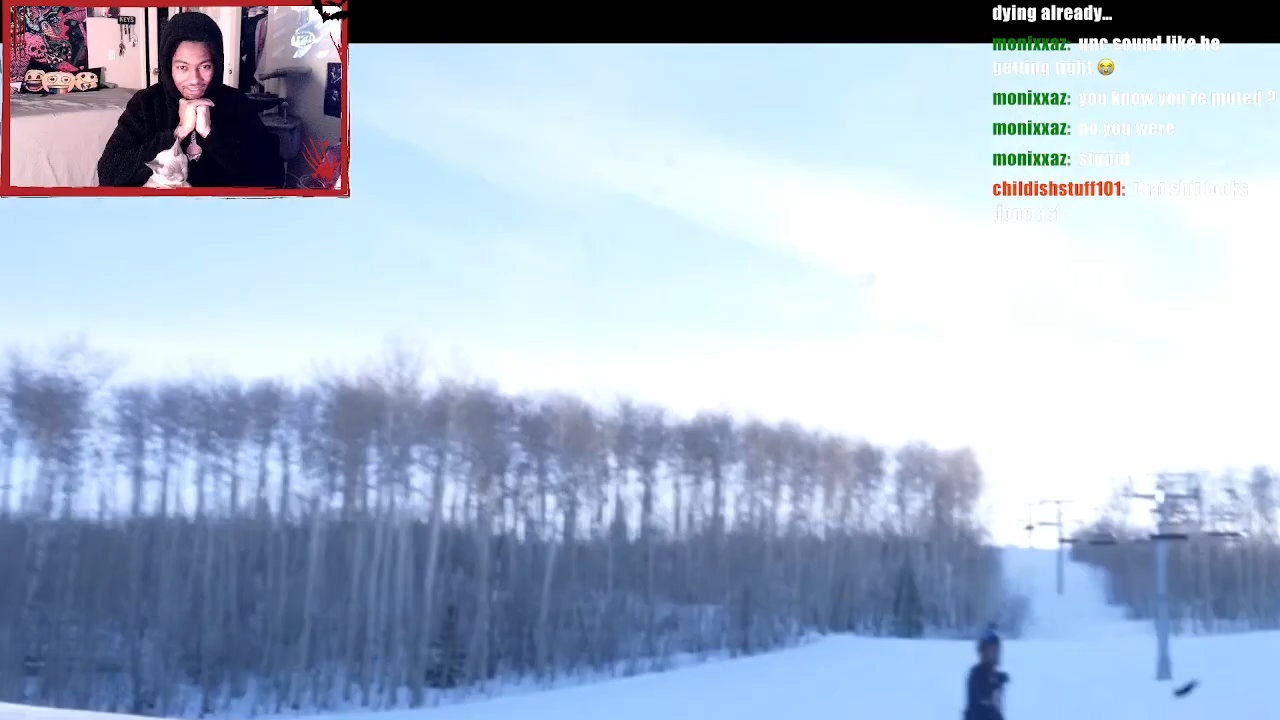 KEYS
dying already...
monixxaz: unc sound like he
getting fight 😭
monixxaz: you know you're muted ?
monixxaz: no you were
monixxaz: stupid
childishstuff101: